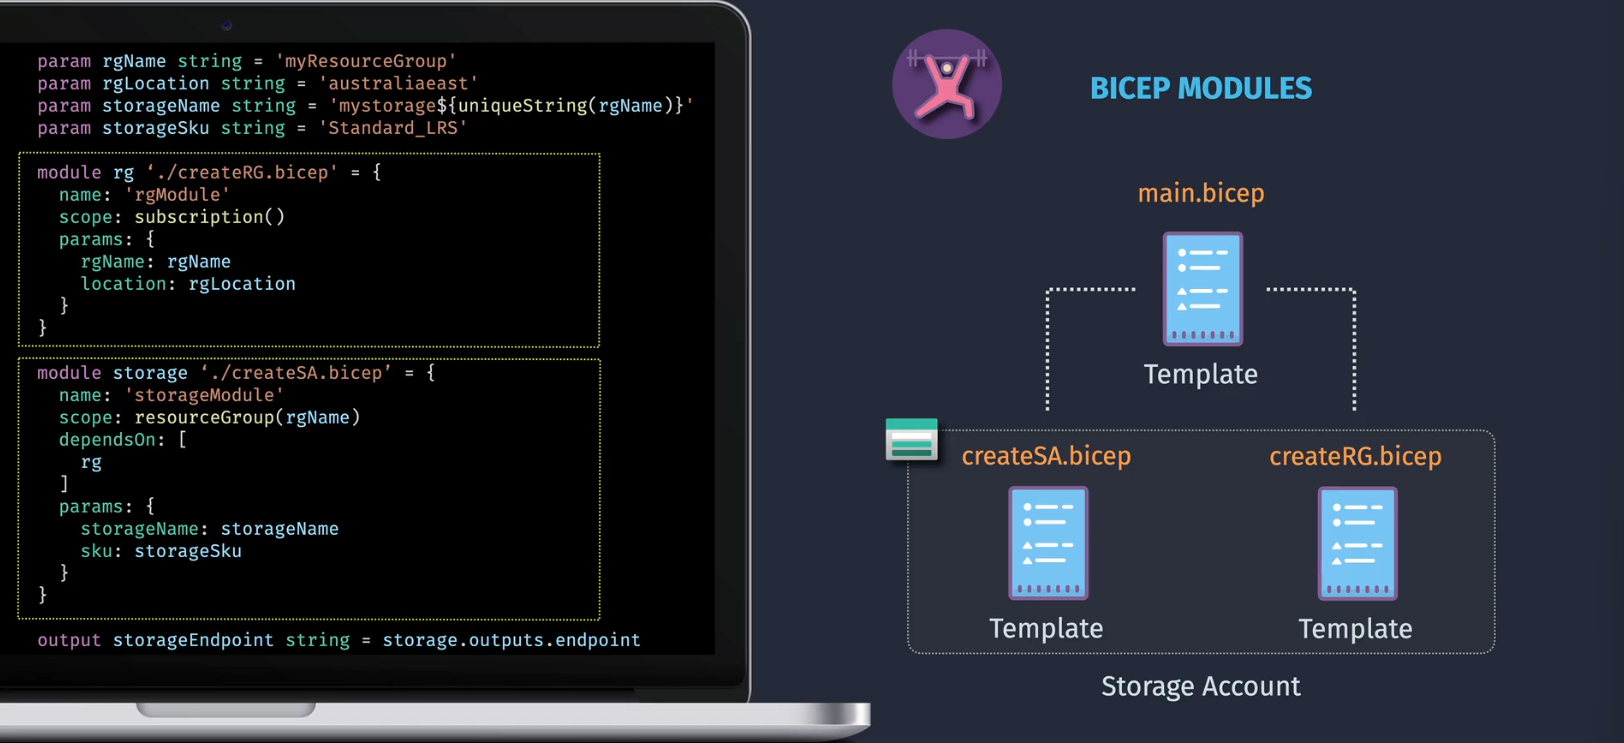 param rgName string = 'myResourceGroup'
param rgLocation string = 'australiaeast'
param storageName string = 'mystorage${uniqueString(rgName)}'
param storageSku string = 'Standard_LRS'
module rg ‘./createRG.bicep' = {
  name: 'rgModule'
  scope: subscription()
  params: {
    rgName: rgName
    location: rgLocation
  }
}
module storage ‘./createSA.bicep’ = {
  name: 'storageModule'
  scope: resourceGroup(rgName)
  dependsOn: [
    rg
  ]
  params: {
    storageName: storageName
    sku: storageSku
  }
}
output storageEndpoint string = storage.outputs.endpoint
BICEP MODULES
main.bicep
Template
createSA.bicep
Template
createRG.bicep
Template
Storage Account